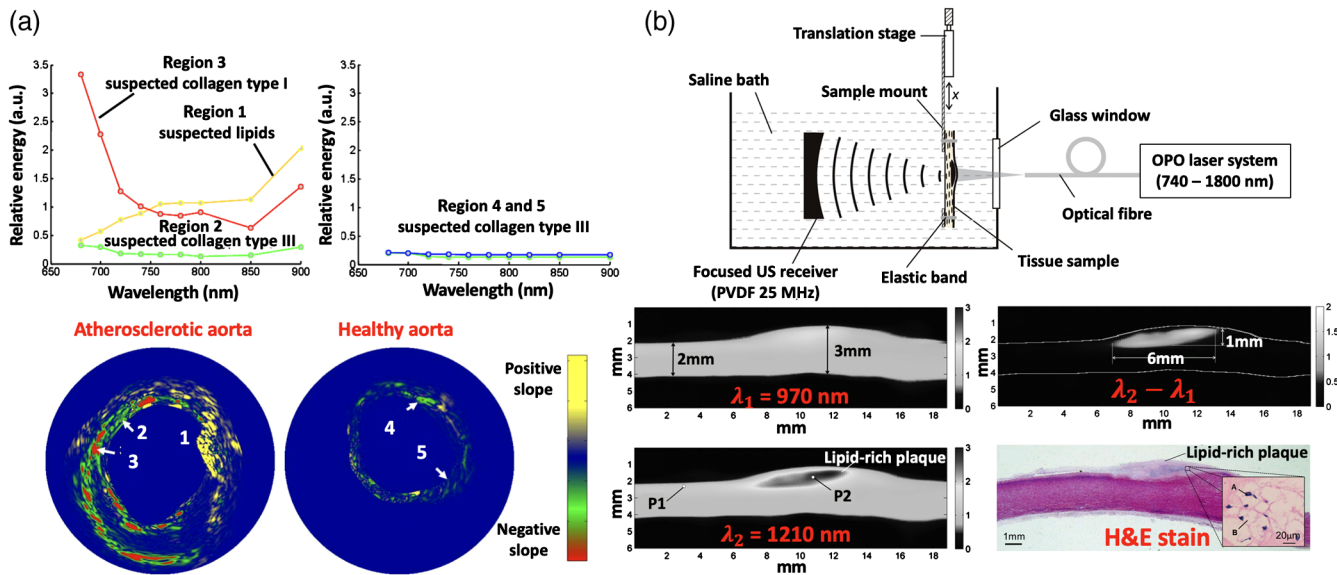 (a)
3.5
3
2.5
2
1.5
1
0.5
0
650
700
750
800
850
900
Relative energy (a.u.)
Wavelength (nm)
Region 3
suspected collagen type I
Region 1
suspected lipids
Region 2
suspected collagen type III
3.5
3
2.5
2
1.5
1
0.5
0
650
700
750
800
850
900
Relative energy (a.u.)
Wavelength (nm)
Region 4 and 5
suspected collagen type III
Atherosclerotic aorta
1
2
3
Healthy aorta
4
5
Positive
slope
Negative
slope
(b)
Translation stage
Saline bath
Sample mount
x
Glass window
OPO laser system
(740 – 1800 nm)
Optical fibre
Focused US receiver
(PVDF 25 MHz)
Elastic band
Tissue sample
1
2
3
4
5
6
mm
2mm
3mm
λ₁ = 970 nm
2
4
6
8
10
12
14
16
18
mm
3
2
1
0
1
2
3
4
5
6
mm
1mm
6mm
λ₂ − λ₁
2
4
6
8
10
12
14
16
18
mm
2
1.5
1
0.5
0
1
2
3
4
5
6
mm
Lipid-rich plaque
P1
P2
λ₂ = 1210 nm
2
4
6
8
10
12
14
16
18
mm
3
2
1
0
Lipid-rich plaque
A
B
20μm
1mm
H&E stain